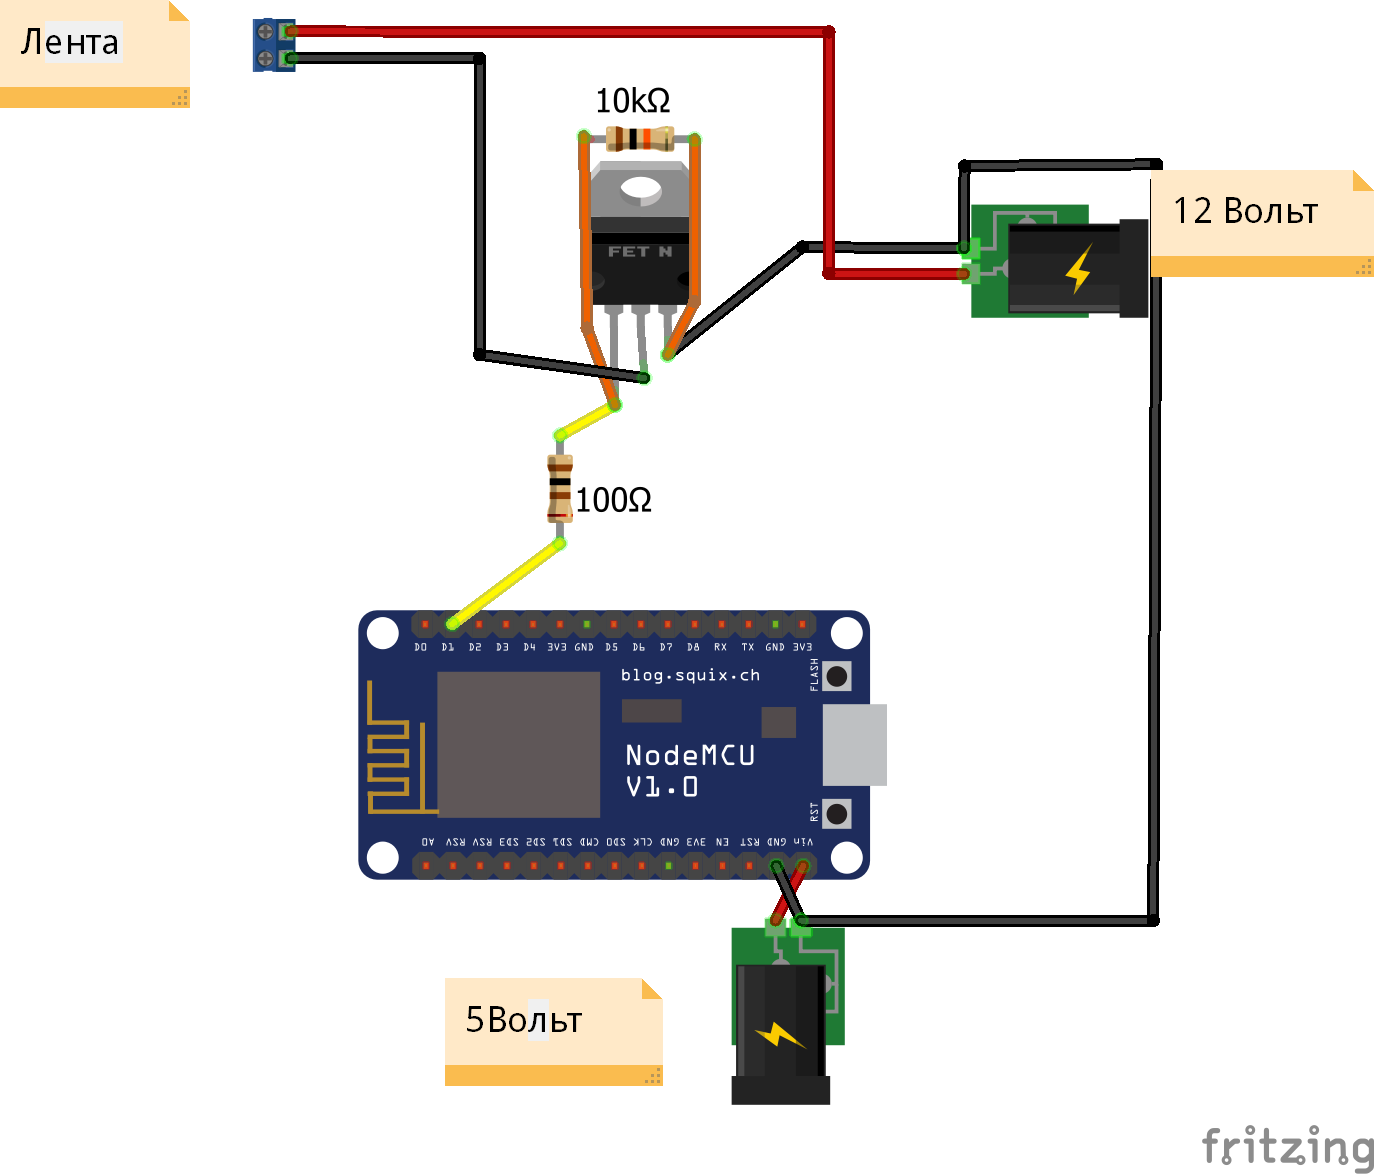 Лента
10kΩ
FET N
12 Вольт
100Ω
D0 D1 D2 D3 D4 3V3 GND D5 D6 D7 D8 RX TX GND 3V3
blog.squix.ch
FLASH
NodeMCU
V1.0
RST
A0 RSV RSV SD3 SD2 SD1 CMD SD0 CLK GND 3V3 EN RST GND Vin
5Вольт
fritzing